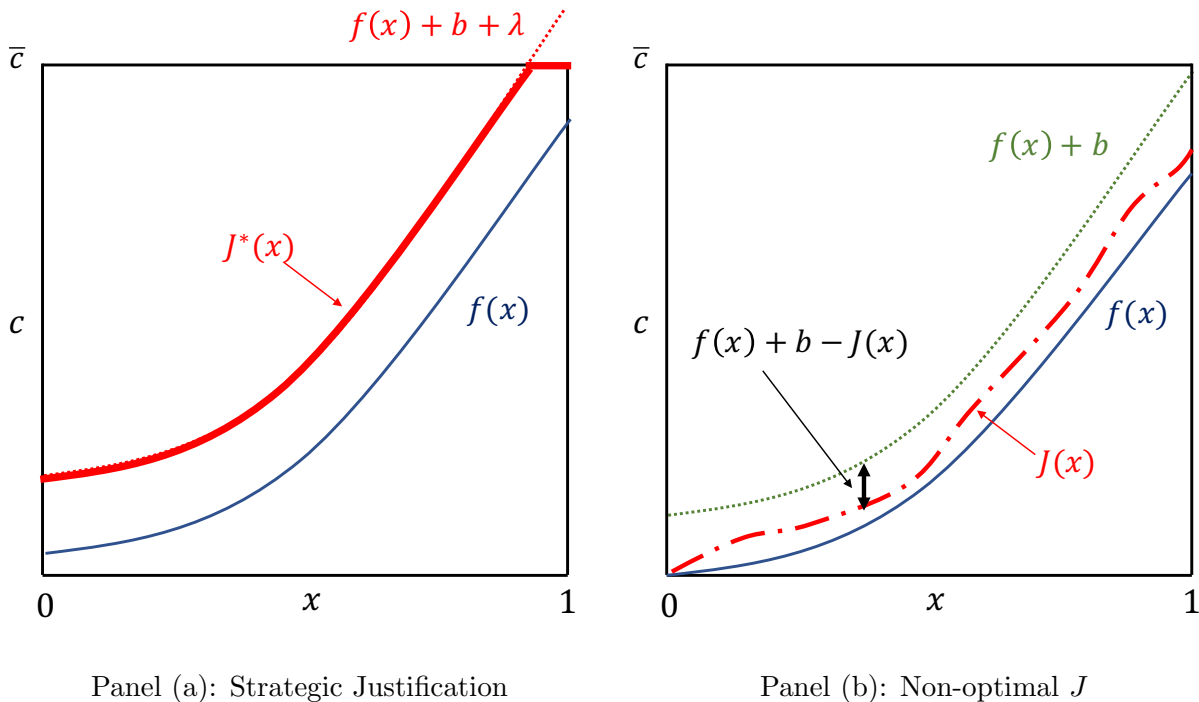 f(x) + b + λ
c̅
J*(x)
f(x)
c
0
x
1
Panel (a): Strategic Justification
c̅
f(x) + b
f(x)
c
f(x) + b − J(x)
J(x)
0
x
1
Panel (b): Non-optimal J